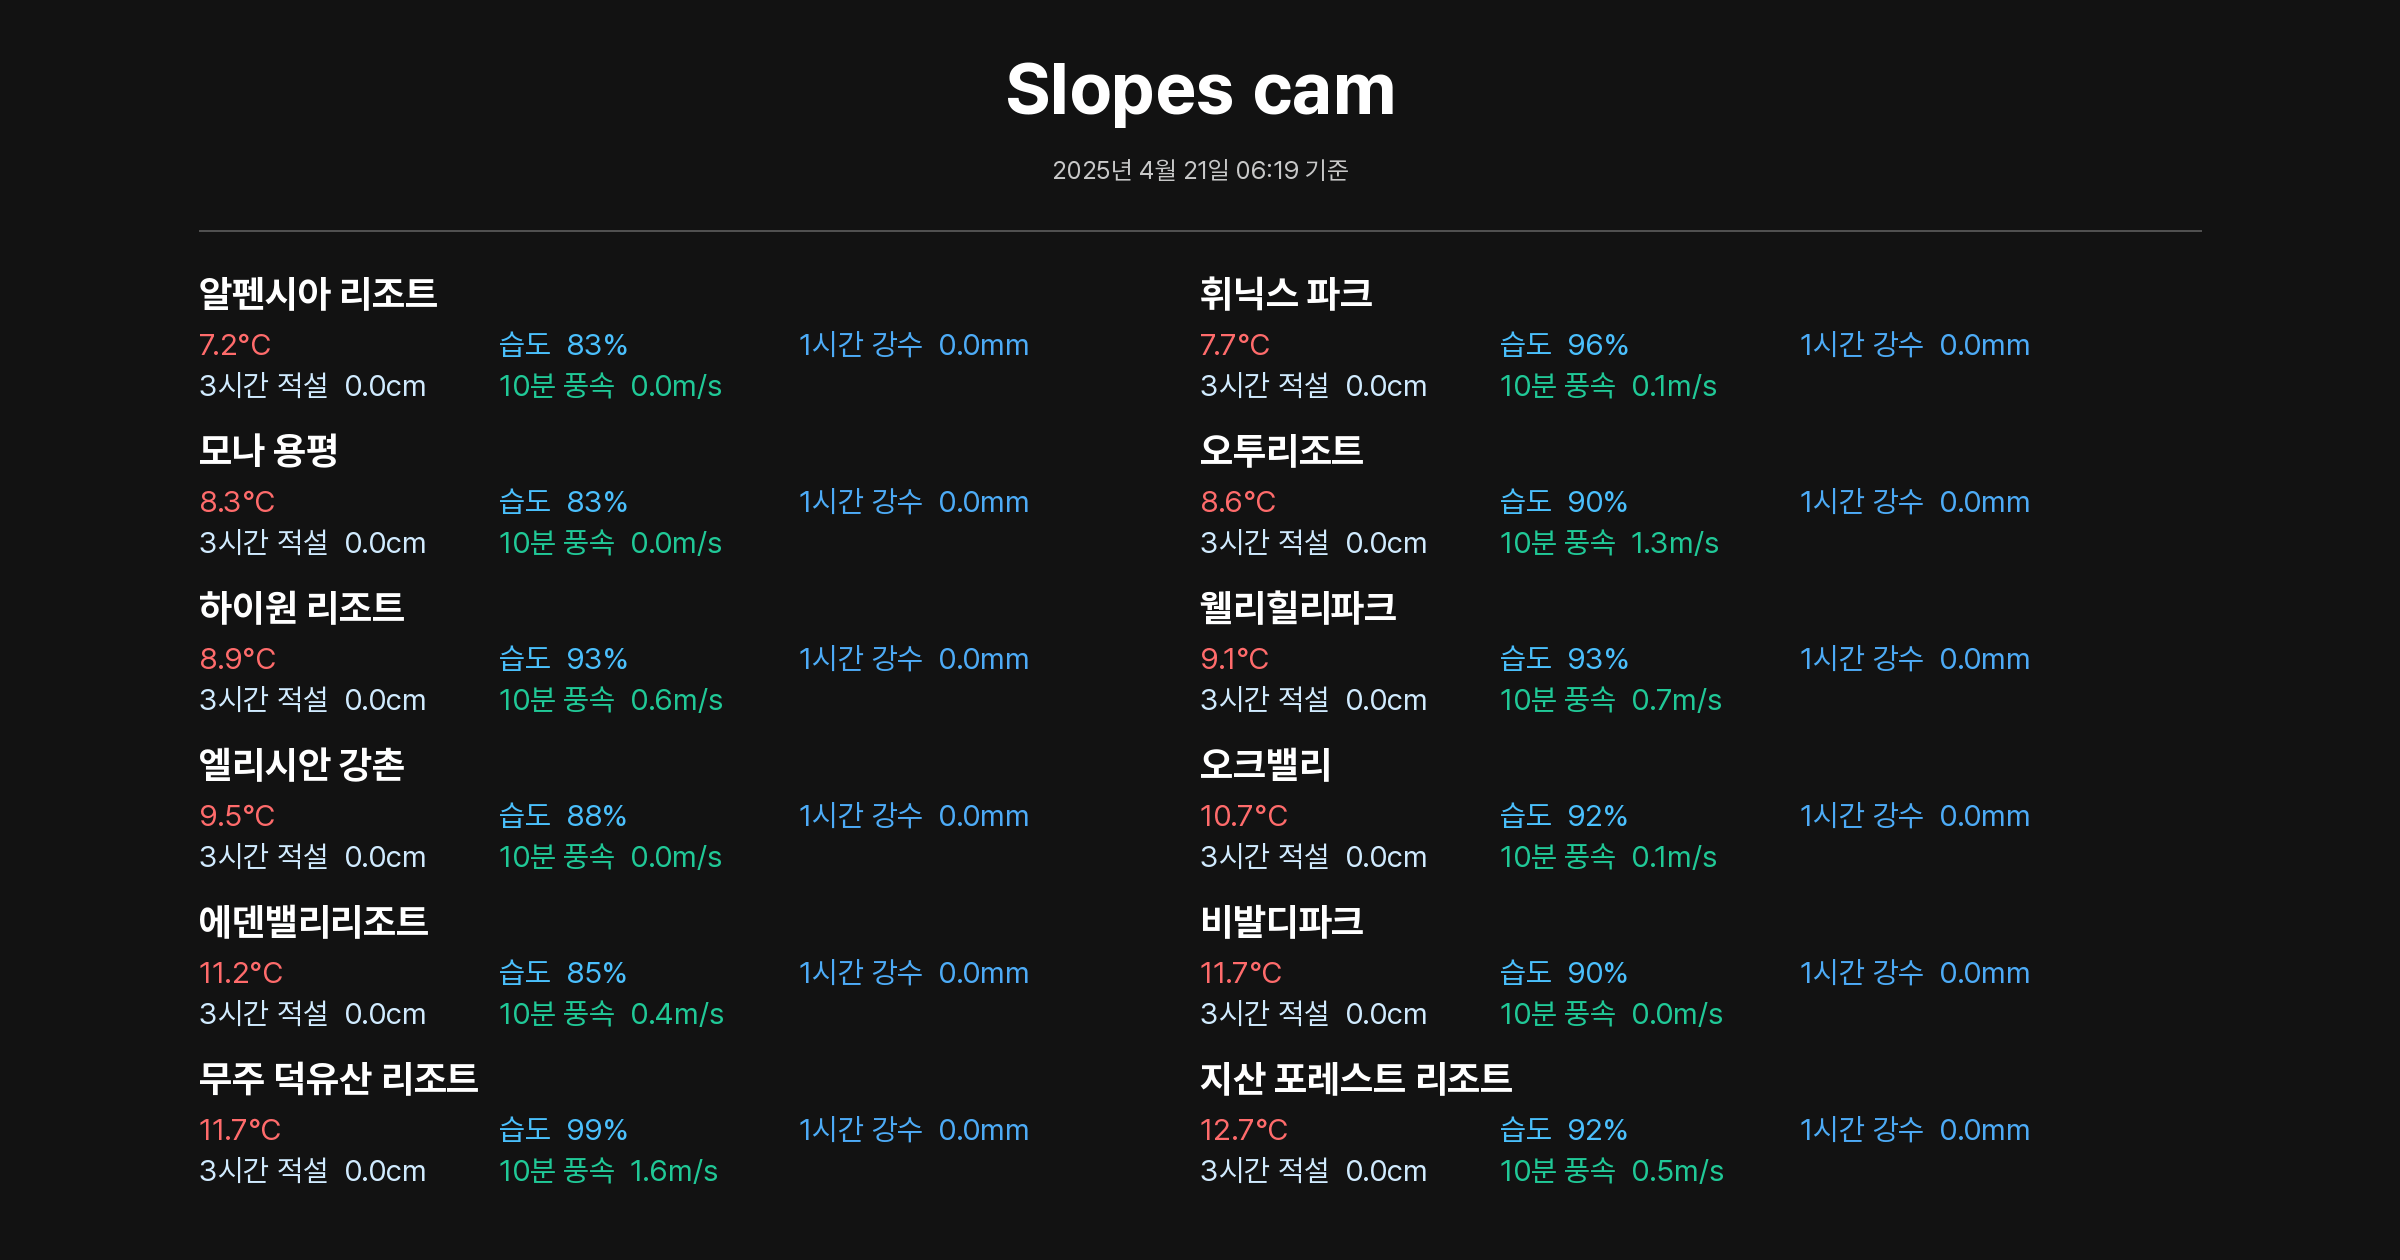 Slopes cam
2025년 4월 21일 06:19 기준
알펜시아 리조트
7.2°C 습도 83% 1시간 강수 0.0mm
3시간 적설 0.0cm 10분 풍속 0.0m/s
휘닉스 파크
7.7°C 습도 96% 1시간 강수 0.0mm
3시간 적설 0.0cm 10분 풍속 0.1m/s
모나 용평
8.3°C 습도 83% 1시간 강수 0.0mm
3시간 적설 0.0cm 10분 풍속 0.0m/s
오투리조트
8.6°C 습도 90% 1시간 강수 0.0mm
3시간 적설 0.0cm 10분 풍속 1.3m/s
하이원 리조트
8.9°C 습도 93% 1시간 강수 0.0mm
3시간 적설 0.0cm 10분 풍속 0.6m/s
웰리힐리파크
9.1°C 습도 93% 1시간 강수 0.0mm
3시간 적설 0.0cm 10분 풍속 0.7m/s
엘리시안 강촌
9.5°C 습도 88% 1시간 강수 0.0mm
3시간 적설 0.0cm 10분 풍속 0.0m/s
오크밸리
10.7°C 습도 92% 1시간 강수 0.0mm
3시간 적설 0.0cm 10분 풍속 0.1m/s
에덴밸리리조트
11.2°C 습도 85% 1시간 강수 0.0mm
3시간 적설 0.0cm 10분 풍속 0.4m/s
비발디파크
11.7°C 습도 90% 1시간 강수 0.0mm
3시간 적설 0.0cm 10분 풍속 0.0m/s
무주 덕유산 리조트
11.7°C 습도 99% 1시간 강수 0.0mm
3시간 적설 0.0cm 10분 풍속 1.6m/s
지산 포레스트 리조트
12.7°C 습도 92% 1시간 강수 0.0mm
3시간 적설 0.0cm 10분 풍속 0.5m/s